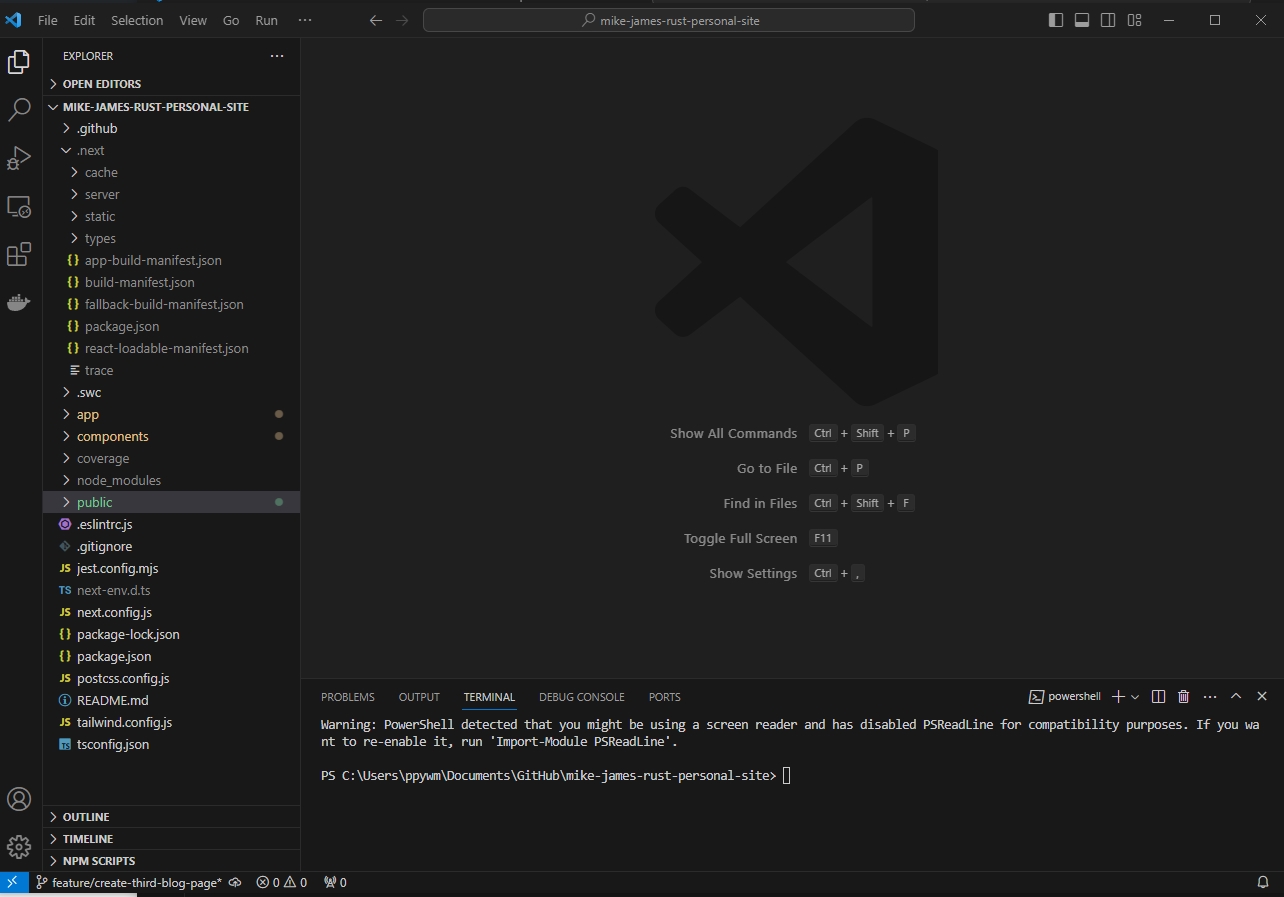 File Edit Selection View Go Run ···
mike-james-rust-personal-site
EXPLORER
OPEN EDITORS
MIKE-JAMES-RUST-PERSONAL-SITE
.github
.next
cache
server
static
types
{} app-build-manifest.json
{} build-manifest.json
{} fallback-build-manifest.json
{} package.json
{} react-loadable-manifest.json
trace
.swc
app
components
coverage
node_modules
public
.eslintrc.js
.gitignore
JS jest.config.mjs
TS next-env.d.ts
JS next.config.js
{} package-lock.json
{} package.json
JS postcss.config.js
README.md
JS tailwind.config.js
TS tsconfig.json
OUTLINE
TIMELINE
NPM SCRIPTS
Show All Commands Ctrl + Shift + P
Go to File Ctrl + P
Find in Files Ctrl + Shift + F
Toggle Full Screen F11
Show Settings Ctrl + ,
PROBLEMS OUTPUT TERMINAL DEBUG CONSOLE PORTS powershell
Warning: PowerShell detected that you might be using a screen reader and has disabled PSReadLine for compatibility purposes. If you wa
nt to re-enable it, run 'Import-Module PSReadLine'.
PS C:\Users\ppywm\Documents\GitHub\mike-james-rust-personal-site>
feature/create-third-blog-page* 0 0 0